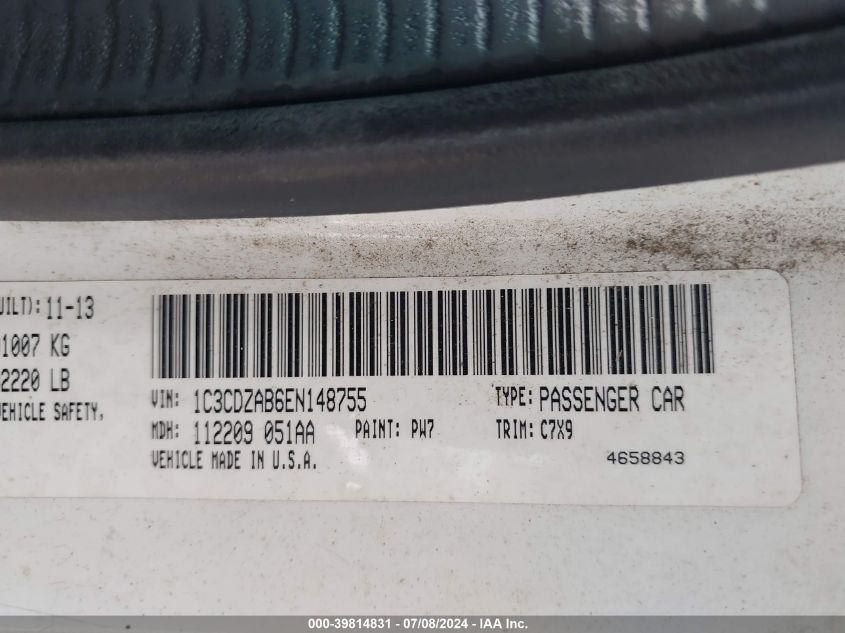 UILT): 11-13
1007 KG
2220 LB
VEHICLE SAFETY,
VIN: 1C3CDZAB6EN148755 TYPE: PASSENGER CAR
MDH: 112209 051AA PAINT: PW7 TRIM: C7X9
VEHICLE MADE IN U.S.A. 4658843
000-39814831 - 07/08/2024 - IAA Inc.